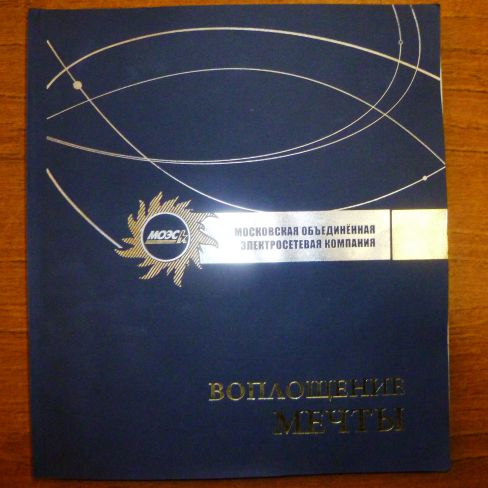 МОЭСК
МОСКОВСКАЯ ОБЪЕДИНЁННАЯ
ЭЛЕКТРОСЕТЕВАЯ КОМПАНИЯ
ВОПЛОЩЕНИЕ
МЕЧТЫ